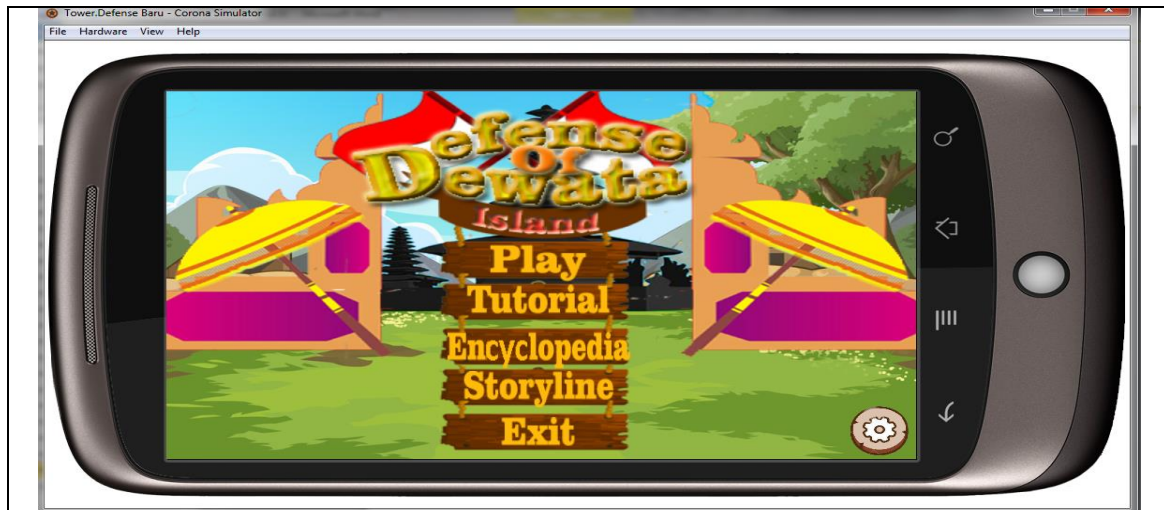 Tower.Defense Baru - Corona Simulator
File Hardware View Help
Defense
Of
Dewata
Island
Play
Tutorial
Encyclopedia
Storyline
Exit